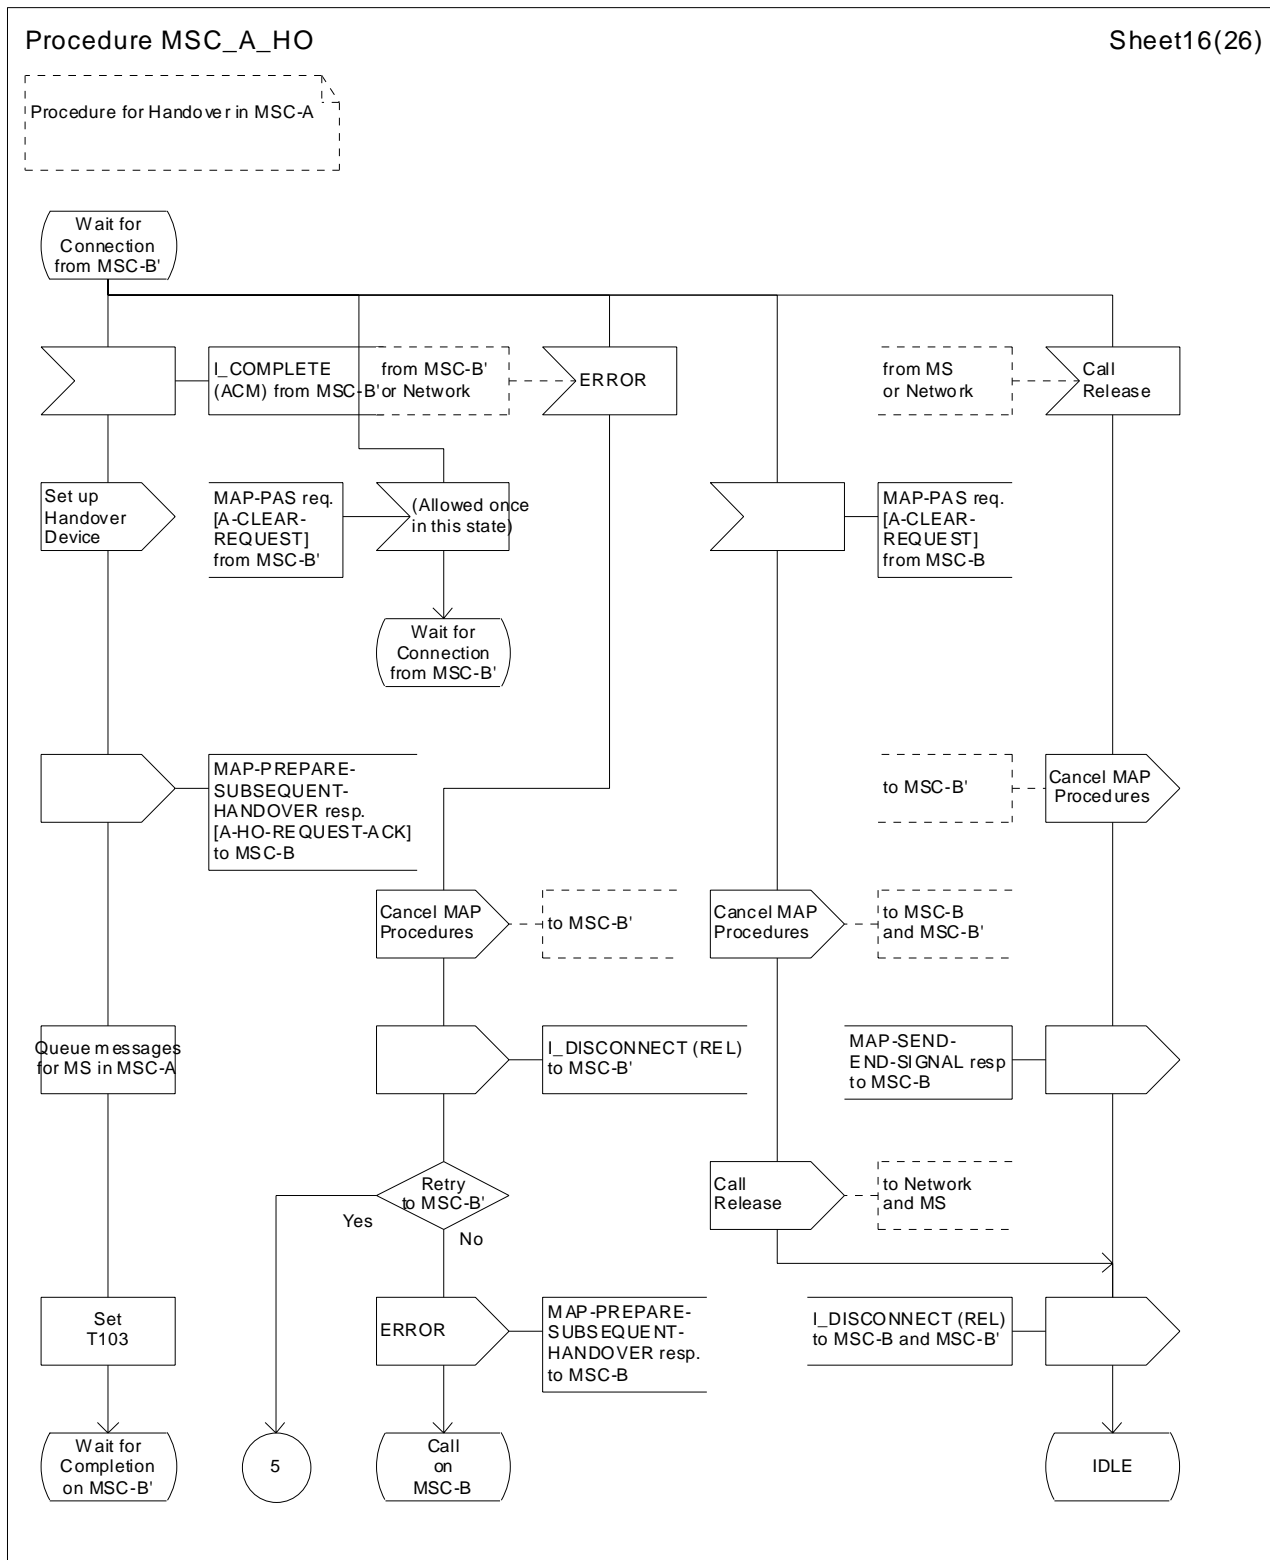 Procedure MSC_A_HO
Sheet16(26)
Procedure for Handover in MSC-A
Wait for
Connection
from MSC-B'
I_COMPLETE
(ACM) from MSC-B'
from MSC-B'
or Network
ERROR
from MS
or Network
Call
Release
Set up
Handover
Device
MAP-PAS req.
[A-CLEAR-
REQUEST]
from MSC-B'
(Allowed once
in this state)
MAP-PAS req.
[A-CLEAR-
REQUEST]
from MSC-B
Wait for
Connection
from MSC-B'
MAP-PREPARE-
SUBSEQUENT-
HANDOVER resp.
[A-HO-REQUEST-ACK]
to MSC-B
to MSC-B'
Cancel MAP
Procedures
Cancel MAP
Procedures
to MSC-B'
Cancel MAP
Procedures
to MSC-B
and MSC-B'
Queue messages
for MS in MSC-A
I_DISCONNECT (REL)
to MSC-B'
MAP-SEND-
END-SIGNAL resp
to MSC-B
Retry
to MSC-B'
Yes
No
Call
Release
to Network
and MS
Set
T103
ERROR
MAP-PREPARE-
SUBSEQUENT-
HANDOVER resp.
to MSC-B
I_DISCONNECT (REL)
to MSC-B and MSC-B'
Wait for
Completion
on MSC-B'
5
Call
on
MSC-B
IDLE